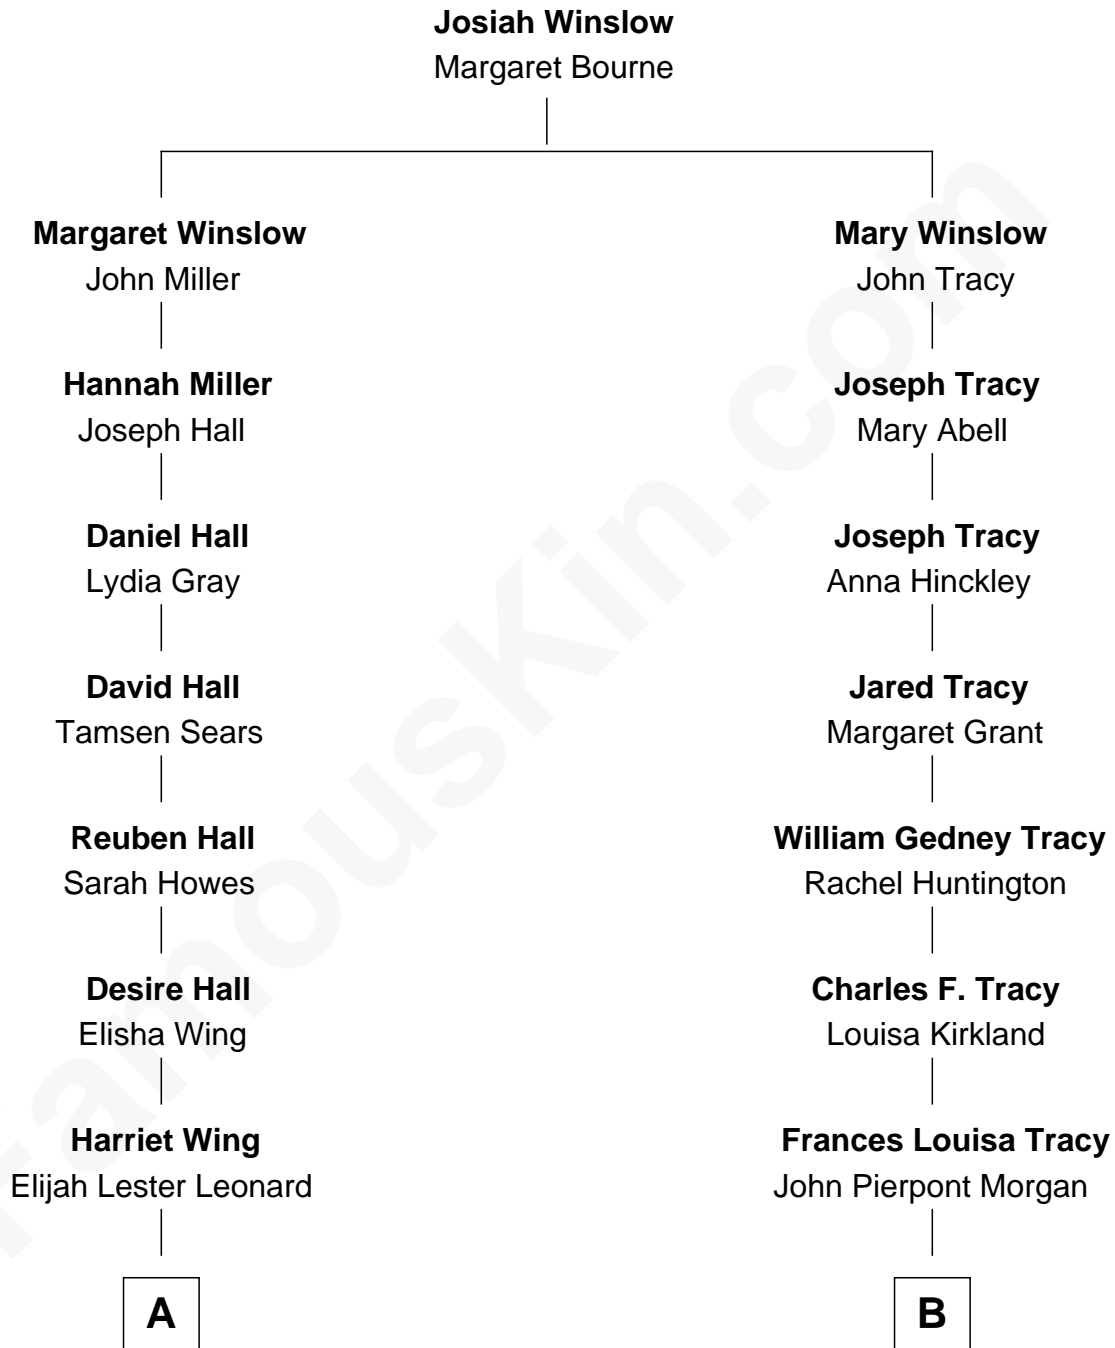 Josiah Winslow
Margaret Bourne
Margaret Winslow
John Miller
Mary Winslow
John Tracy
Hannah Miller
Joseph Hall
Joseph Tracy
Mary Abell
Daniel Hall
Lydia Gray
Joseph Tracy
Anna Hinckley
David Hall
Tamsen Sears
Jared Tracy
Margaret Grant
Reuben Hall
Sarah Howes
William Gedney Tracy
Rachel Huntington
Desire Hall
Elisha Wing
Charles F. Tracy
Louisa Kirkland
Harriet Wing
Elijah Lester Leonard
Frances Louisa Tracy
John Pierpont Morgan
A
B
FamousKin.com